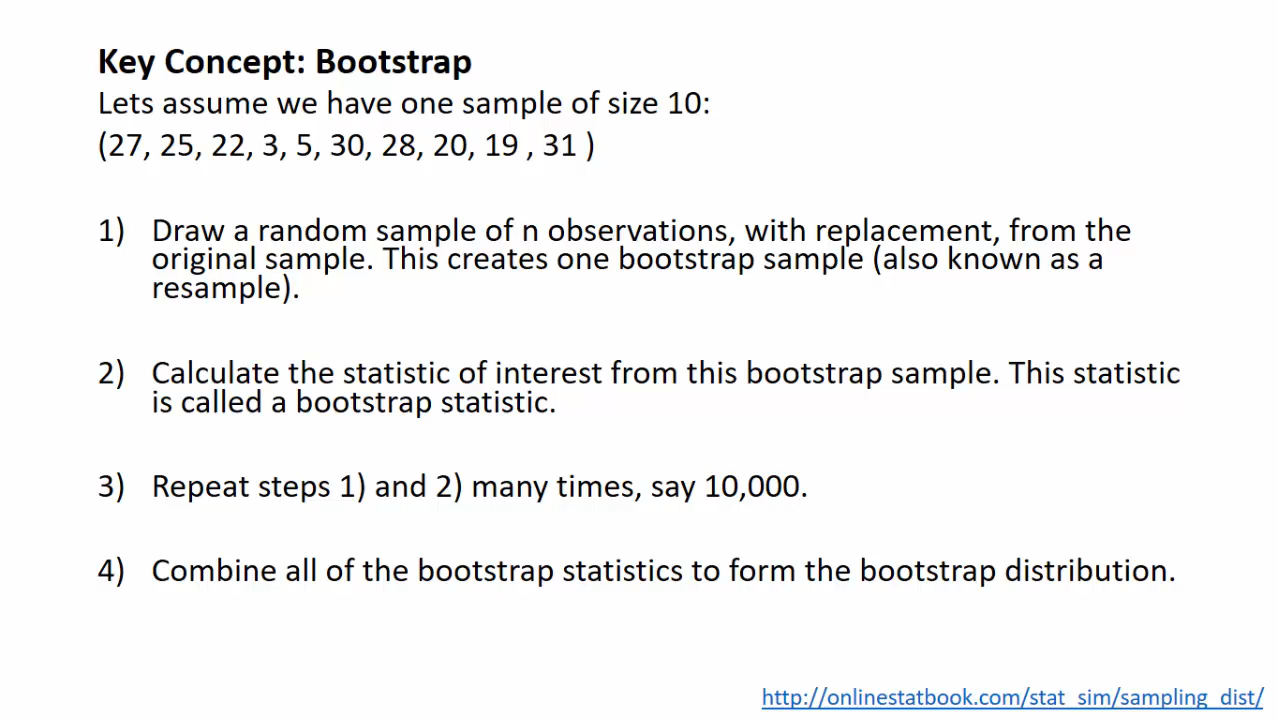 Key Concept: Bootstrap
Lets assume we have one sample of size 10:
(27, 25, 22, 3, 5, 30, 28, 20, 19 , 31 )
1) Draw a random sample of n observations, with replacement, from the
original sample. This creates one bootstrap sample (also known as a
resample).
2) Calculate the statistic of interest from this bootstrap sample. This statistic
is called a bootstrap statistic.
3) Repeat steps 1) and 2) many times, say 10,000.
4) Combine all of the bootstrap statistics to form the bootstrap distribution.
http://onlinestatbook.com/stat_sim/sampling_dist/